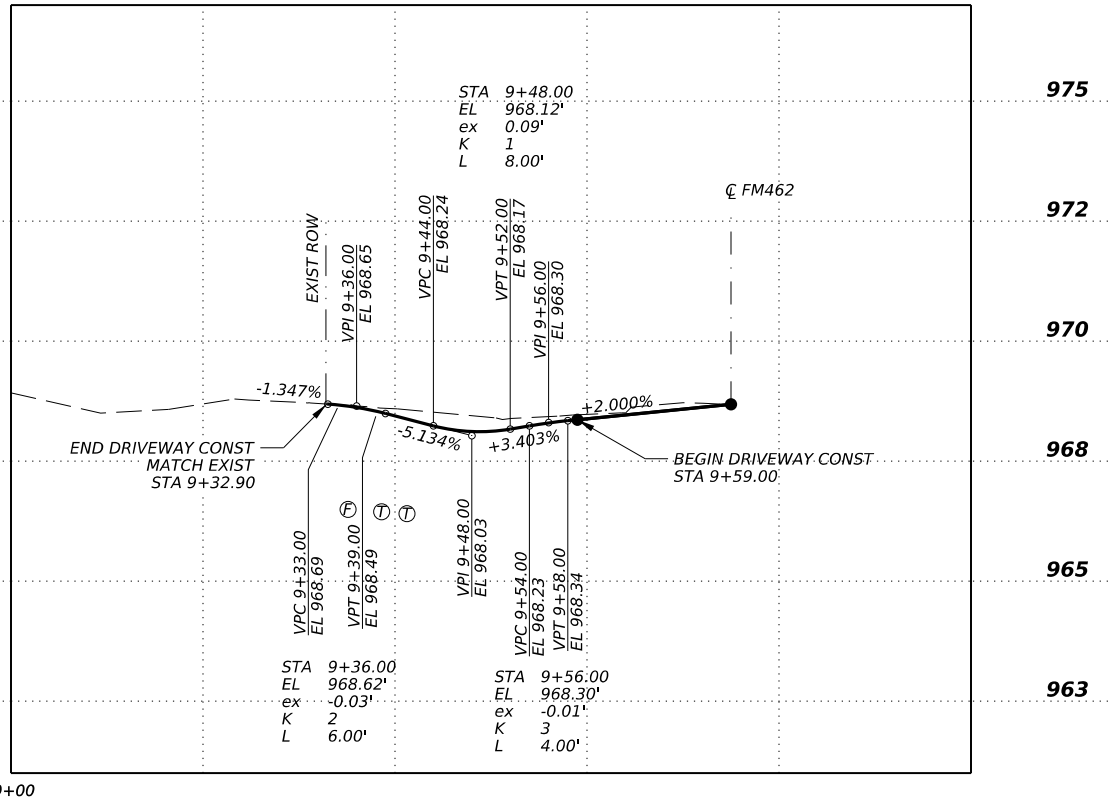 975
STA 9+48.00
EL 968.12'
ex 0.09'
K 1
L 8.00'
℄ FM462
972
EXIST ROW
VPI 9+36.00
EL 968.65
VPC 9+44.00
EL 968.24
VPT 9+52.00
EL 968.17
VPI 9+56.00
EL 968.30
970
-1.347%
-5.134%
+3.403%
+2.000%
END DRIVEWAY CONST
MATCH EXIST
STA 9+32.90
BEGIN DRIVEWAY CONST
STA 9+59.00
968
F T T
VPC 9+33.00
EL 968.69
VPT 9+39.00
EL 968.49
VPI 9+48.00
EL 968.03
VPC 9+54.00
EL 968.23
VPT 9+58.00
EL 968.34
965
STA 9+36.00
EL 968.62'
ex -0.03'
K 2
L 6.00'
STA 9+56.00
EL 968.30'
ex -0.01'
K 3
L 4.00'
963
+00